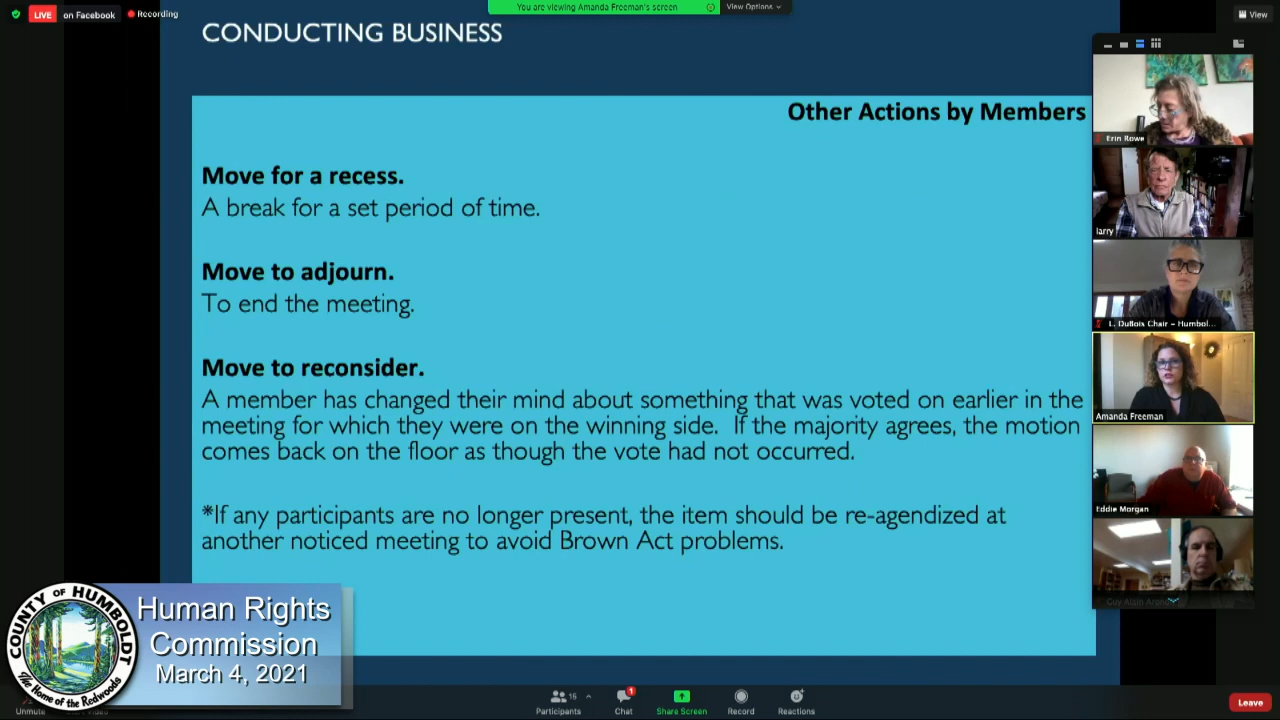 LIVE
on Facebook
Recording
You are viewing Amanda Freeman's screen
View Options
View
CONDUCTING BUSINESS
Other Actions by Members
Move for a recess.
A break for a set period of time.
Move to adjourn.
To end the meeting.
Move to reconsider.
A member has changed their mind about something that was voted on earlier in the
meeting for which they were on the winning side. If the majority agrees, the motion
comes back on the floor as though the vote had not occurred.
*If any participants are no longer present, the item should be re-agendized at
another noticed meeting to avoid Brown Act problems.
Erin Rowe
larry
L. DuBois Chair - Humbol...
Amanda Freeman
Eddie Morgan
COUNTY OF HUMBOLDT
The Home of the Redwoods
Human Rights
Commission
March 4, 2021
Unmute
Participants
16
Chat
1
Share Screen
Record
Reactions
Leave